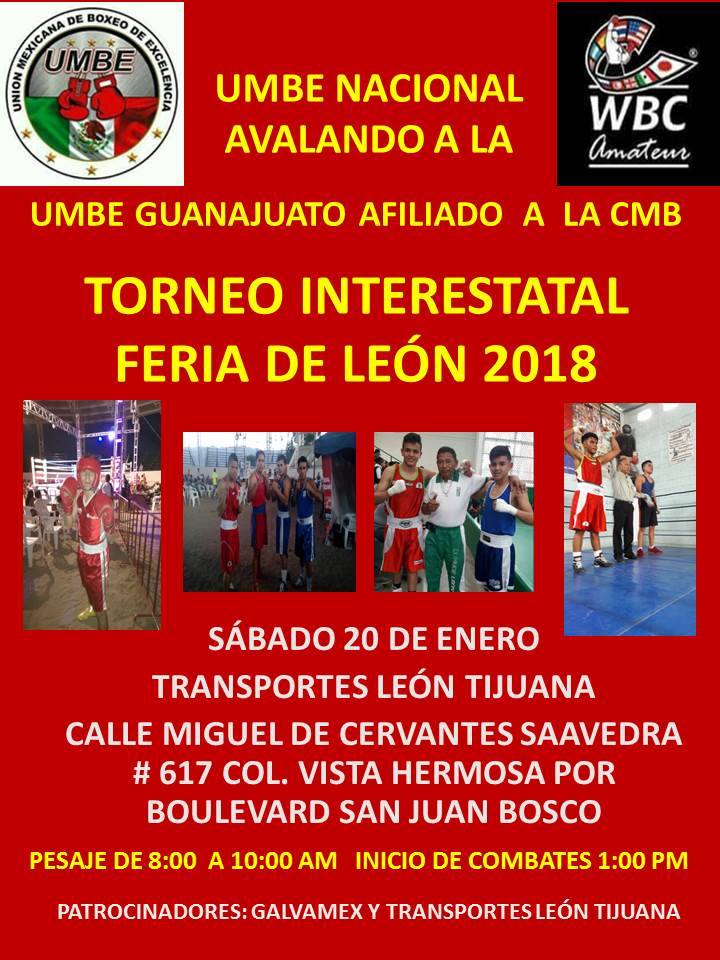 UNION MEXICANA DE BOXEO DE EXCELENCIA
UMBE
WBC
Amateur
UMBE NACIONAL
AVALANDO A LA
UMBE GUANAJUATO AFILIADO A LA CMB
TORNEO INTERESTATAL
FERIA DE LEÓN 2018
SÁBADO 20 DE ENERO
TRANSPORTES LEÓN TIJUANA
CALLE MIGUEL DE CERVANTES SAAVEDRA
# 617 COL. VISTA HERMOSA POR
BOULEVARD SAN JUAN BOSCO
PESAJE DE 8:00 A 10:00 AM INICIO DE COMBATES 1:00 PM
PATROCINADORES: GALVAMEX Y TRANSPORTES LEÓN TIJUANA